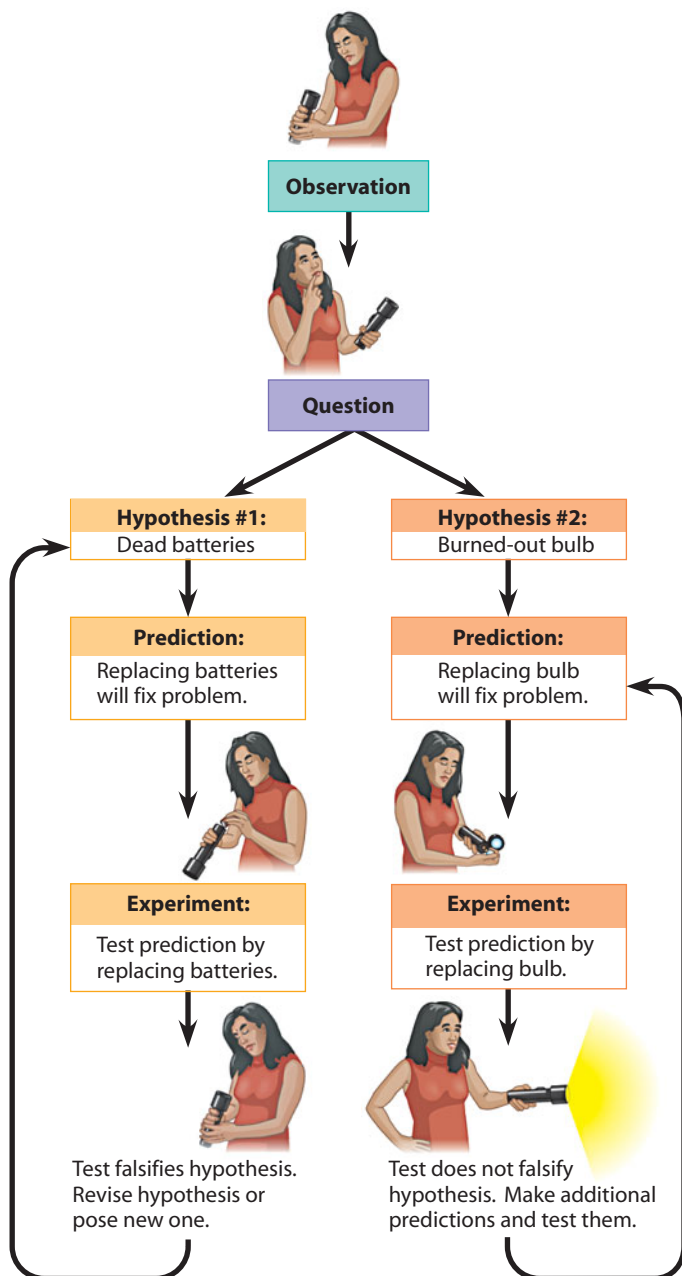 Observation
Question
Hypothesis #1:
Dead batteries
Prediction:
Replacing batteries
will fix problem.
Experiment:
Test prediction by
replacing batteries.
Test falsifies hypothesis.
Revise hypothesis or
pose new one.
Hypothesis #2:
Burned-out bulb
Prediction:
Replacing bulb
will fix problem.
Experiment:
Test prediction by
replacing bulb.
Test does not falsify
hypothesis. Make additional
predictions and test them.